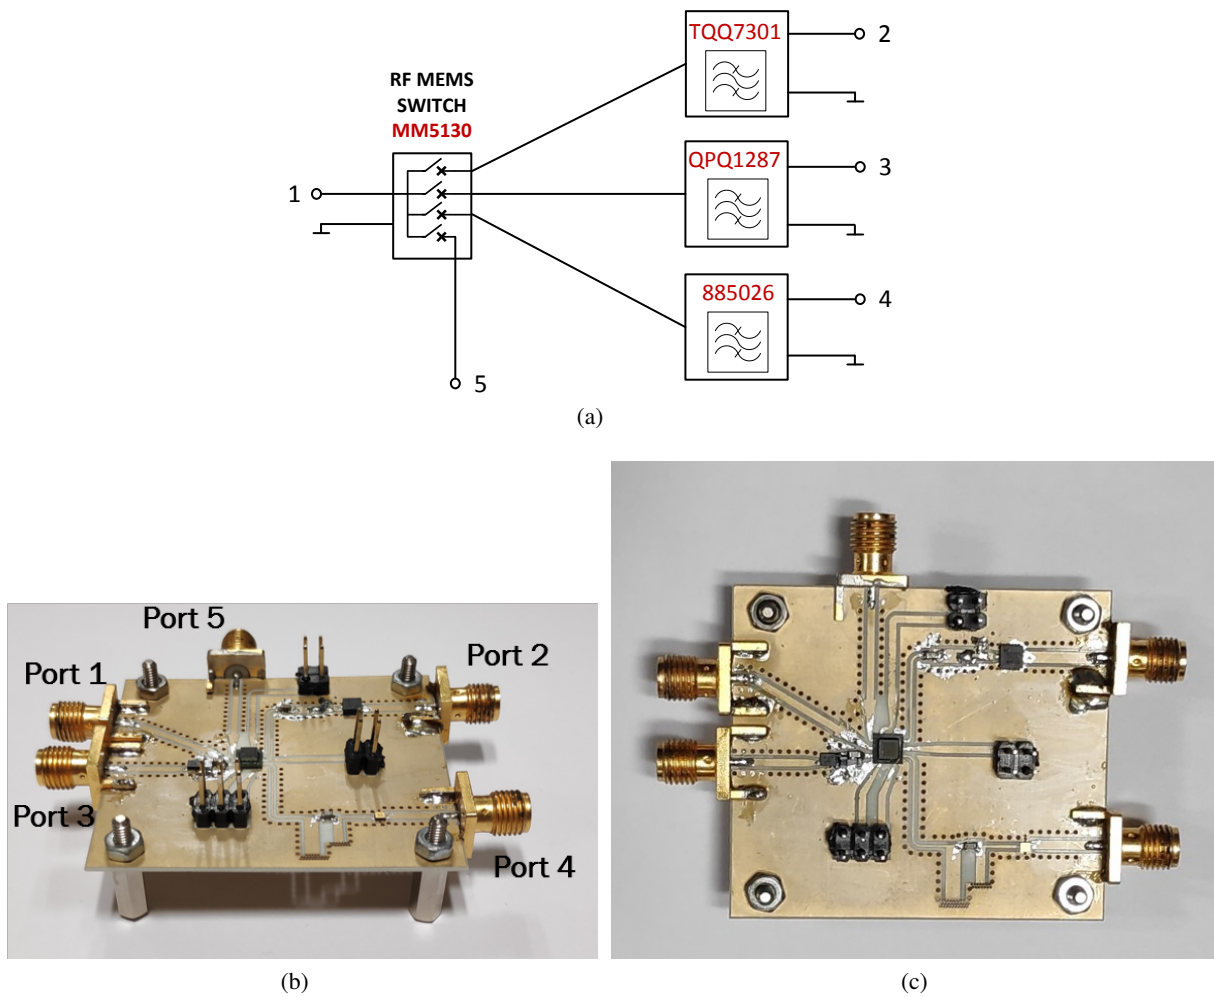 TQQ7301
2
RF MEMS
SWITCH
MM5130
QPQ1287
3
1
885026
4
5
(a)
Port 5
Port 1
Port 2
Port 3
Port 4
(b)
(c)